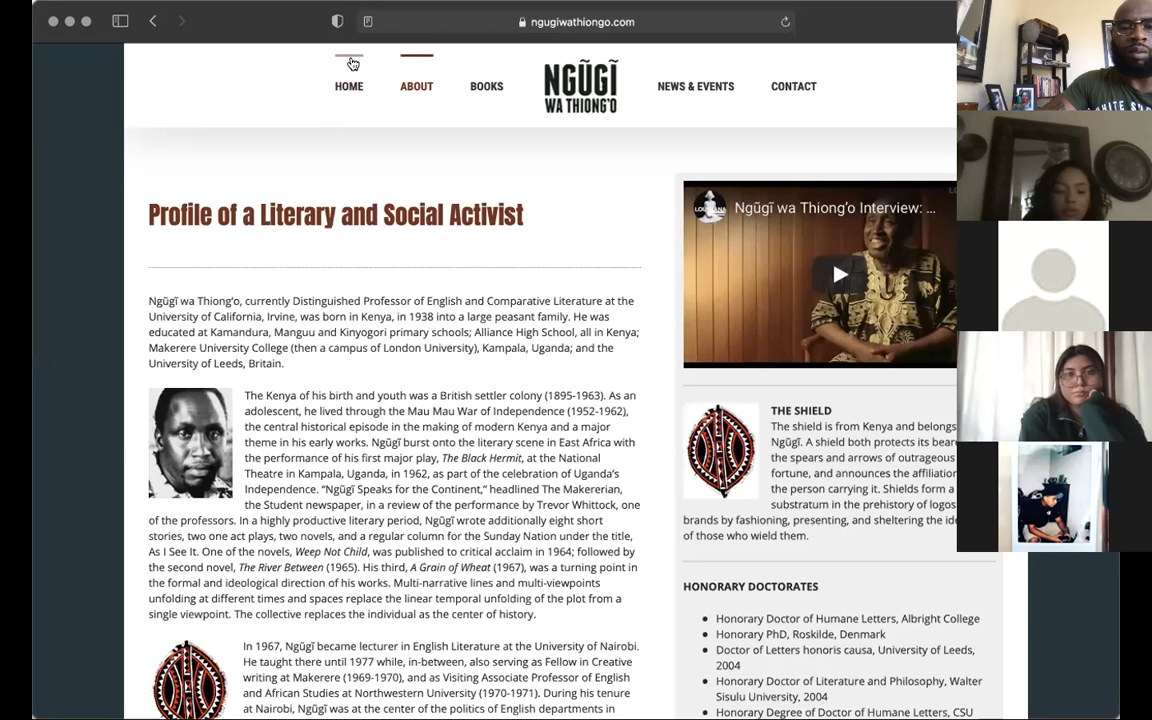 ngugiwathiongo.com
HOME
ABOUT
BOOKS
NGŨGĨ
WA THIONG'O
NEWS & EVENTS
CONTACT
Profile of a Literary and Social Activist
Ngũgĩ wa Thiong'o, currently Distinguished Professor of English and Comparative Literature at the
University of California, Irvine, was born in Kenya, in 1938 into a large peasant family. He was
educated at Kamandura, Manguu and Kinyogori primary schools; Alliance High School, all in Kenya;
Makerere University College (then a campus of London University), Kampala, Uganda; and the
University of Leeds, Britain.
The Kenya of his birth and youth was a British settler colony (1895-1963). As an
adolescent, he lived through the Mau Mau War of Independence (1952-1962),
the central historical episode in the making of modern Kenya and a major
theme in his early works. Ngũgĩ burst onto the literary scene in East Africa with
the performance of his first major play, The Black Hermit, at the National
Theatre in Kampala, Uganda, in 1962, as part of the celebration of Uganda's
Independence. "Ngũgĩ Speaks for the Continent," headlined The Makererian,
the Student newspaper, in a review of the performance by Trevor Whittock, one
of the professors. In a highly productive literary period, Ngũgĩ wrote additionally eight short
stories, two one act plays, two novels, and a regular column for the Sunday Nation under the title,
As I See It. One of the novels, Weep Not Child, was published to critical acclaim in 1964; followed by
the second novel, The River Between (1965). His third, A Grain of Wheat (1967), was a turning point in
the formal and ideological direction of his works. Multi-narrative lines and multi-viewpoints
unfolding at different times and spaces replace the linear temporal unfolding of the plot from a
single viewpoint. The collective replaces the individual as the center of history.
In 1967, Ngũgĩ became lecturer in English Literature at the University of Nairobi.
He taught there until 1977 while, in-between, also serving as Fellow in Creative
writing at Makerere (1969-1970), and as Visiting Associate Professor of English
and African Studies at Northwestern University (1970-1971). During his tenure
at Nairobi, Ngũgĩ was at the center of the politics of English departments in
Ngũgĩ wa Thiong'o Interview: ...
THE SHIELD
The shield is from Kenya and belongs
Ngũgĩ. A shield both protects its bear
the spears and arrows of outrageous
fortune, and announces the affiliation
the person carrying it. Shields form a
substratum in the prehistory of logos
brands by fashioning, presenting, and sheltering the ide
of those who wield them.
HONORARY DOCTORATES
Honorary Doctor of Humane Letters, Albright College
Honorary PhD, Roskilde, Denmark
Doctor of Letters honoris causa, University of Leeds,
2004
Honorary Doctor of Literature and Philosophy, Walter
Sisulu University, 2004
Honorary Degree of Doctor of Humane Letters, CSU